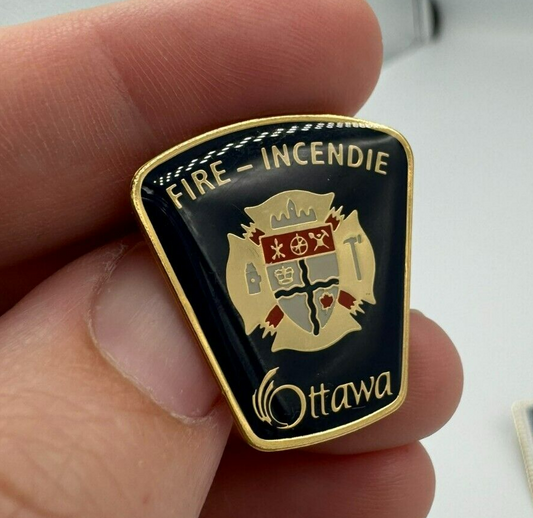 FIRE – INCENDIE
Ottawa